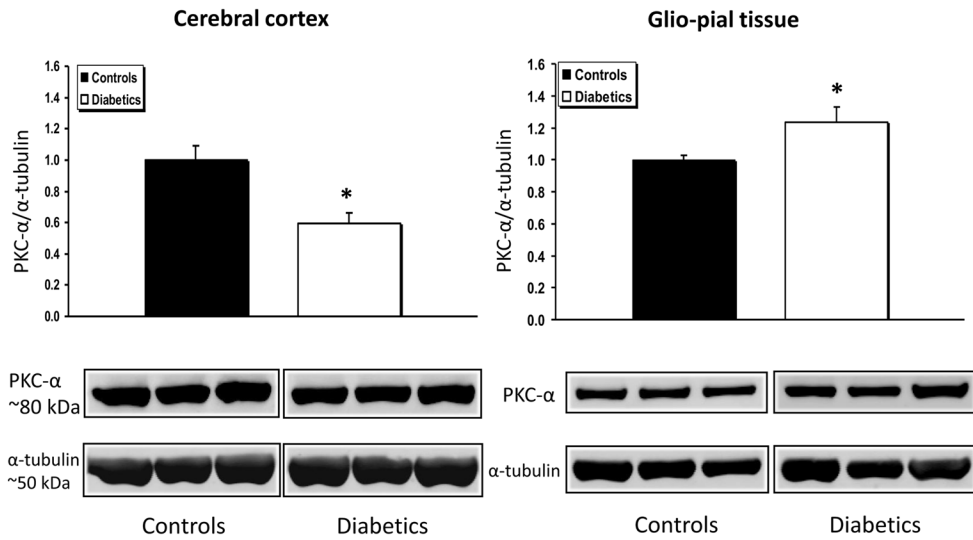 Cerebral cortex
PKC-α/α-tubulin
1.6
1.4
1.2
1.0
0.8
0.6
0.4
0.2
0.0
Controls
Diabetics
*
PKC-α
~80 kDa
α-tubulin
~50 kDa
Controls
Diabetics
Glio-pial tissue
PKC-α/α-tubulin
1.6
1.4
1.2
1.0
0.8
0.6
0.4
0.2
0.0
Controls
Diabetics
*
PKC-α
α-tubulin
Controls
Diabetics